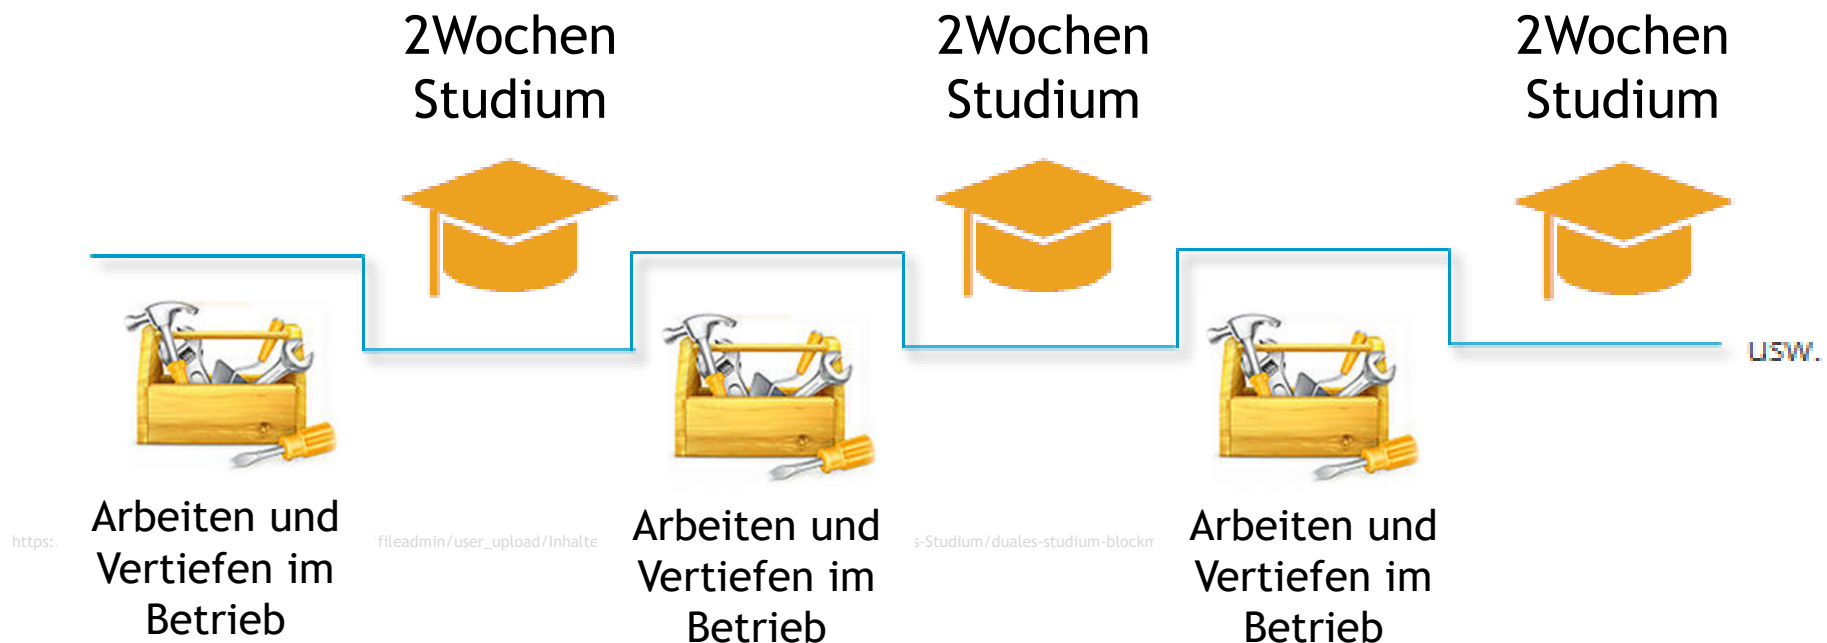 2Wochen
Studium
2Wochen
Studium
2Wochen
Studium
usw.
Arbeiten und
Vertiefen im
Betrieb
Arbeiten und
Vertiefen im
Betrieb
Arbeiten und
Vertiefen im
Betrieb
https: fileadmin/user_upload/Inhalte s-Studium/duales-studium-blockm